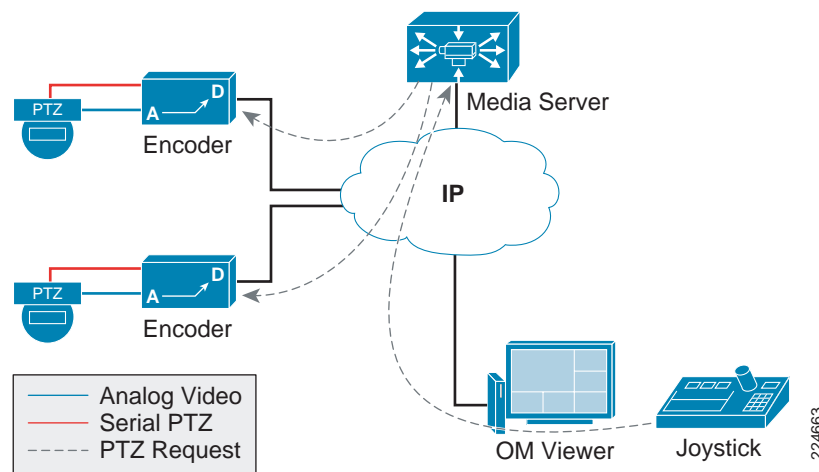 Media Server
PTZ
A
D
Encoder
IP
PTZ
A
D
Encoder
Analog Video
Serial PTZ
PTZ Request
OM Viewer
Joystick
224663